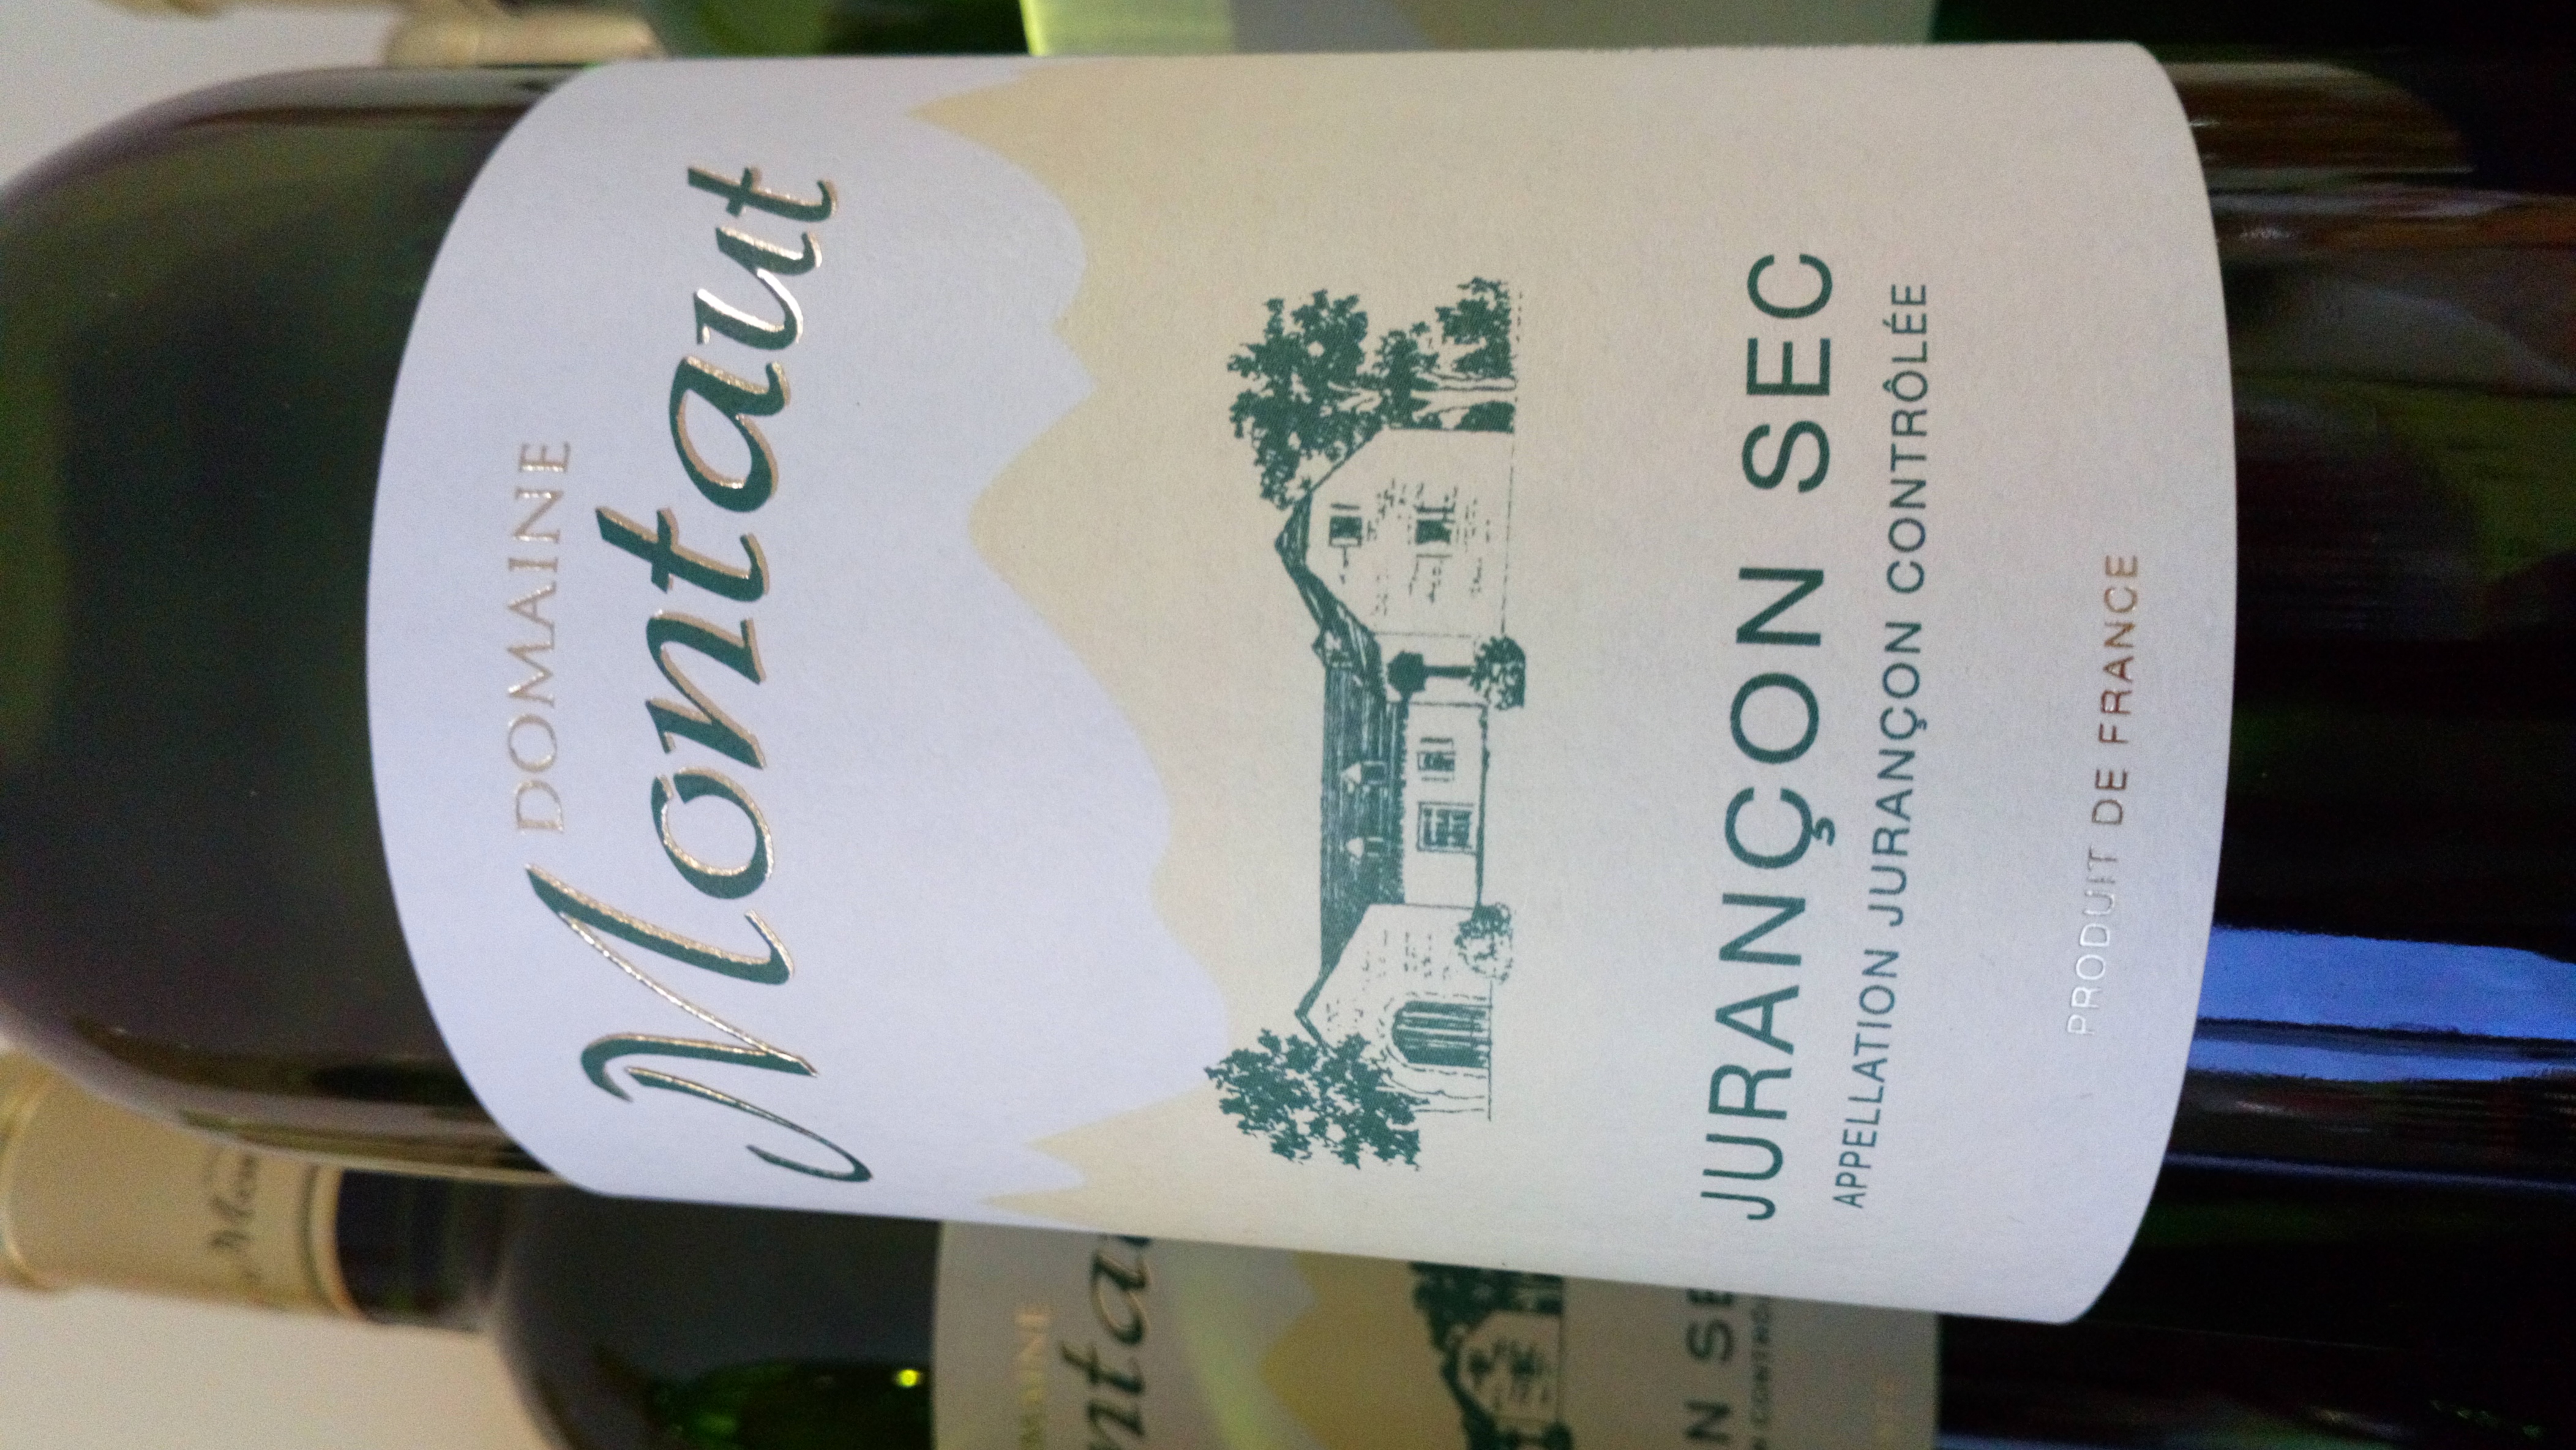 DOMAINE
Montaut
JURANÇON SEC
APPELLATION JURANÇON CONTRÔLÉE
PRODUIT DE FRANCE